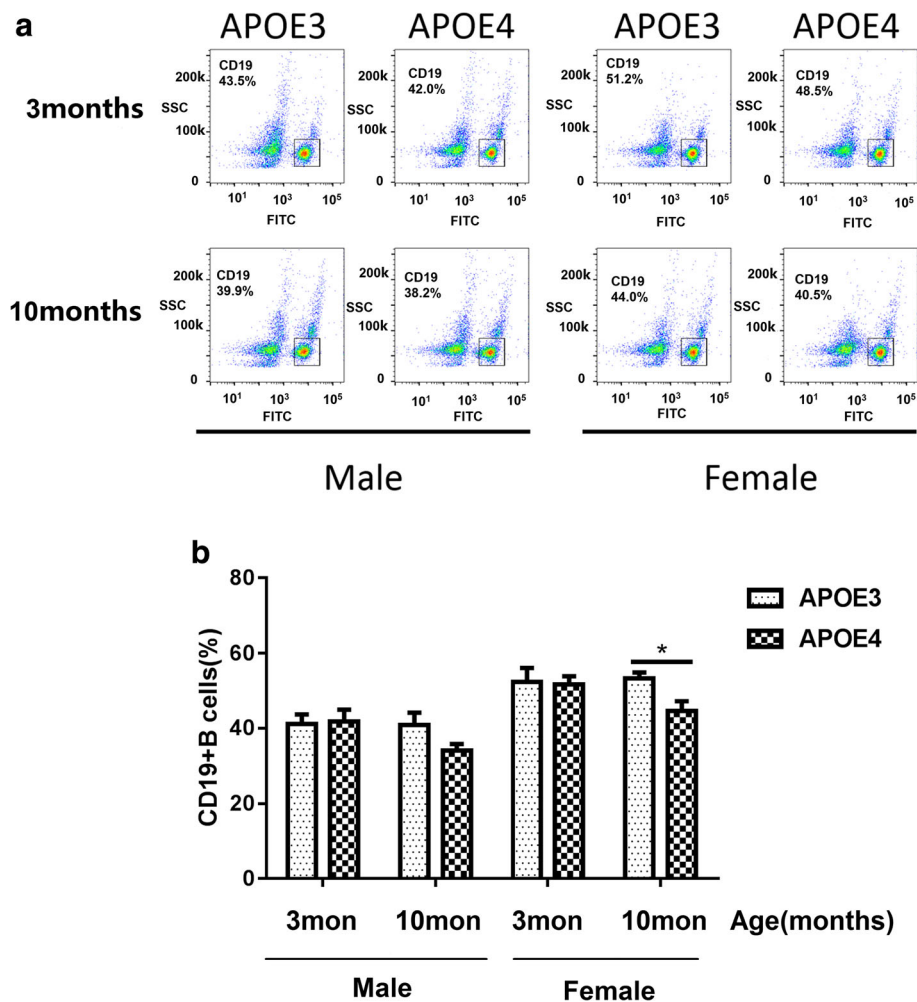 a
APOE3 APOE4 APOE3 APOE4
3months
CD19
43.5%
CD19
42.0%
CD19
51.2%
CD19
48.5%
200k 200k 200k 200k
SSC SSC SSC SSC
100k 100k 100k 100k
0 0 0 0
10¹ 10³ 10⁵ 10¹ 10³ 10⁵ 10¹ 10³ 10⁵ 10¹ 10³ 10⁵
FITC FITC FITC FITC
10months
CD19
39.9%
CD19
38.2%
CD19
44.0%
CD19
40.5%
200k 200k 200k 200k
SSC SSC SSC SSC
100k 100k 100k 100k
0 0 0 0
10¹ 10³ 10⁵ 10¹ 10³ 10⁵ 10¹ 10³ 10⁵ 10¹ 10³ 10⁵
FITC FITC FITC FITC
Male Female
b
CD19+B cells(%)
80
60
40
20
0
*
APOE3
APOE4
3mon 10mon 3mon 10mon Age(months)
Male Female